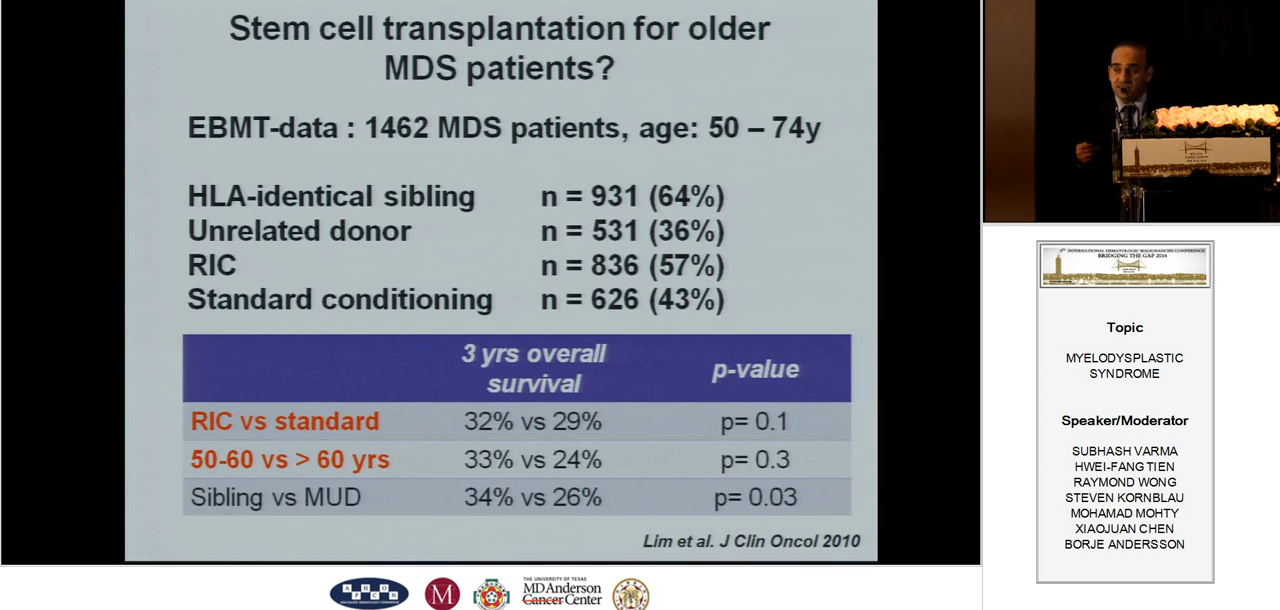 Stem cell transplantation for older
MDS patients?
EBMT-data : 1462 MDS patients, age: 50 – 74y
HLA-identical sibling n = 931 (64%)
Unrelated donor n = 531 (36%)
RIC n = 836 (57%)
Standard conditioning n = 626 (43%)
3 yrs overall
survival
p-value
RIC vs standard 32% vs 29% p= 0.1
50-60 vs > 60 yrs 33% vs 24% p= 0.3
Sibling vs MUD 34% vs 26% p= 0.03
Lim et al. J Clin Oncol 2010
INTERNATIONAL HEMATOLOGIC MALIGNANCIES CONFERENCE
BRIDGING THE GAP 2014
Topic
MYELODYSPLASTIC
SYNDROME
Speaker/Moderator
SUBHASH VARMA
HWEI-FANG TIEN
RAYMOND WONG
STEVEN KORNBLAU
MOHAMAD MOHTY
XIAOJUAN CHEN
BORJE ANDERSSON
M
THE UNIVERSITY OF TEXAS
MD Anderson
Cancer Center